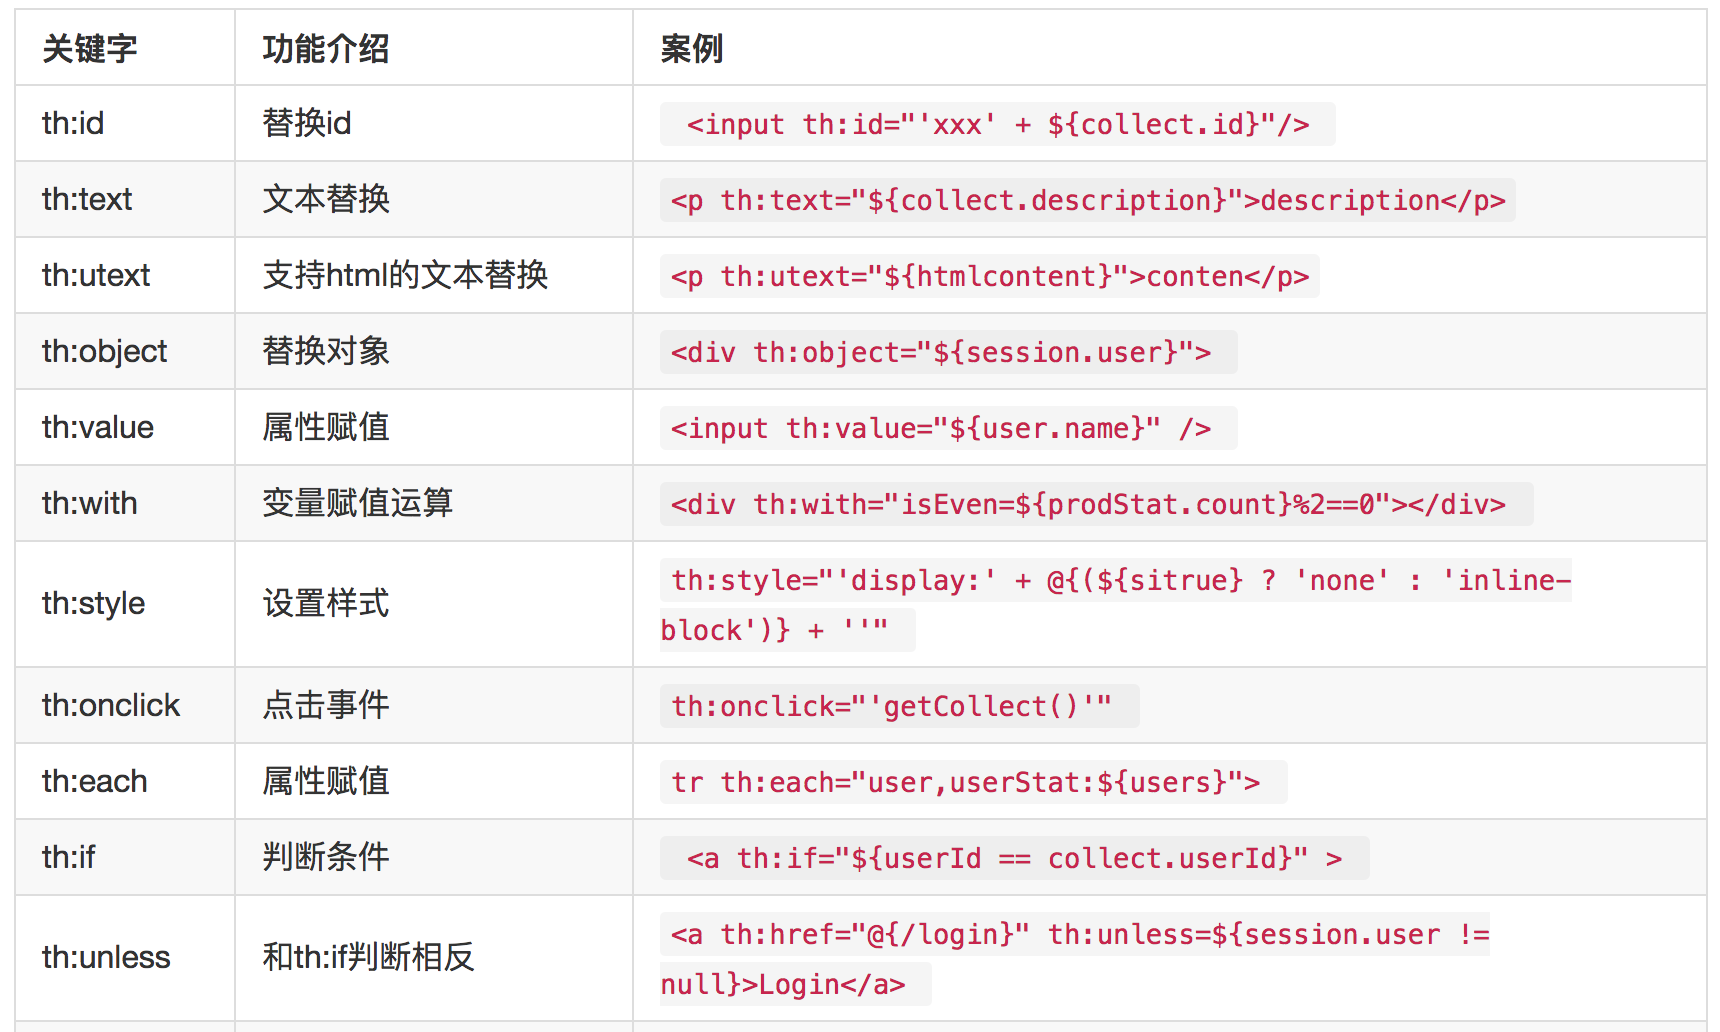 关键字 功能介绍 案例
th:id 替换id <input th:id="'xxx' + ${collect.id}"/>
th:text 文本替换 <p th:text="${collect.description}">description</p>
th:utext 支持html的文本替换 <p th:utext="${htmlcontent}">conten</p>
th:object 替换对象 <div th:object="${session.user}">
th:value 属性赋值 <input th:value="${user.name}" />
th:with 变量赋值运算 <div th:with="isEven=${prodStat.count}%2==0"></div>
th:style 设置样式 th:style="'display:' + @{(${sitrue} ? 'none' : 'inline-
block')} + ''"
th:onclick 点击事件 th:onclick="'getCollect()'"
th:each 属性赋值 tr th:each="user,userStat:${users}">
th:if 判断条件 <a th:if="${userId == collect.userId}" >
th:unless 和th:if判断相反 <a th:href="@{/login}" th:unless=${session.user !=
null}>Login</a>